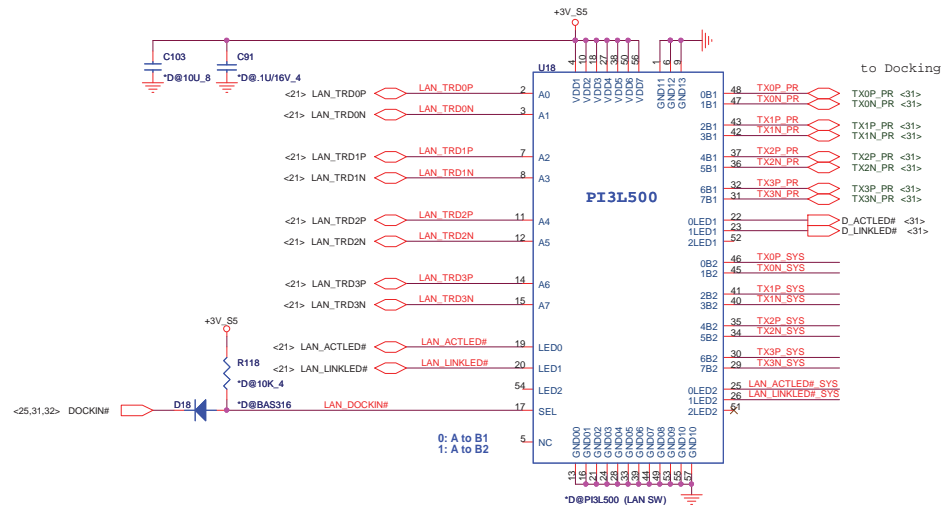 +3V_S5
C103
C91
*D@10U_8
*D@.1U/16V_4
U18
4 10 18 27 38 50 56
1 6 9
VDD1 VDD2 VDD3 VDD4 VDD5 VDD6 VDD7
GND11 GND12 GND13
to Docking
<21> LAN_TRD0P LAN_TRD0P 2 A0
0B1 48 TX0P_PR TX0P_PR <31>
<21> LAN_TRD0N LAN_TRD0N 3 A1
1B1 47 TX0N_PR TX0N_PR <31>
2B1 43 TX1P_PR TX1P_PR <31>
3B1 42 TX1N_PR TX1N_PR <31>
<21> LAN_TRD1P LAN_TRD1P 7 A2
4B1 37 TX2P_PR TX2P_PR <31>
5B1 36 TX2N_PR TX2N_PR <31>
<21> LAN_TRD1N LAN_TRD1N 8 A3
6B1 32 TX3P_PR TX3P_PR <31>
7B1 31 TX3N_PR TX3N_PR <31>
PI3L500
<21> LAN_TRD2P LAN_TRD2P 11 A4
0LED1 22 D_ACTLED# <31>
1LED1 23 D_LINKLED# <31>
<21> LAN_TRD2N LAN_TRD2N 12 A5
2LED1 52
0B2 46 TX0P_SYS
1B2 45 TX0N_SYS
<21> LAN_TRD3P LAN_TRD3P 14 A6
2B2 41 TX1P_SYS
<21> LAN_TRD3N LAN_TRD3N 15 A7
3B2 40 TX1N_SYS
+3V_S5
4B2 35 TX2P_SYS
5B2 34 TX2N_SYS
<21> LAN_ACTLED# LAN_ACTLED# 19 LED0
6B2 30 TX3P_SYS
<21> LAN_LINKLED# LAN_LINKLED# 20 LED1
7B2 29 TX3N_SYS
R118
*D@10K_4
54 LED2
0LED2 25 LAN_ACTLED#_SYS
1LED2 26 LAN_LINKLED#_SYS
2LED2 51
<25,31,32> DOCKIN# D18 *D@BAS316 LAN_DOCKIN# 17 SEL
0: A to B1
1: A to B2
5 NC
GND00 GND01 GND02 GND03 GND04 GND05 GND06 GND07 GND08 GND09 GND10 GND10
13 16 21 24 28 33 39 44 49 53 55 57
*D@PI3L500 (LAN SW)